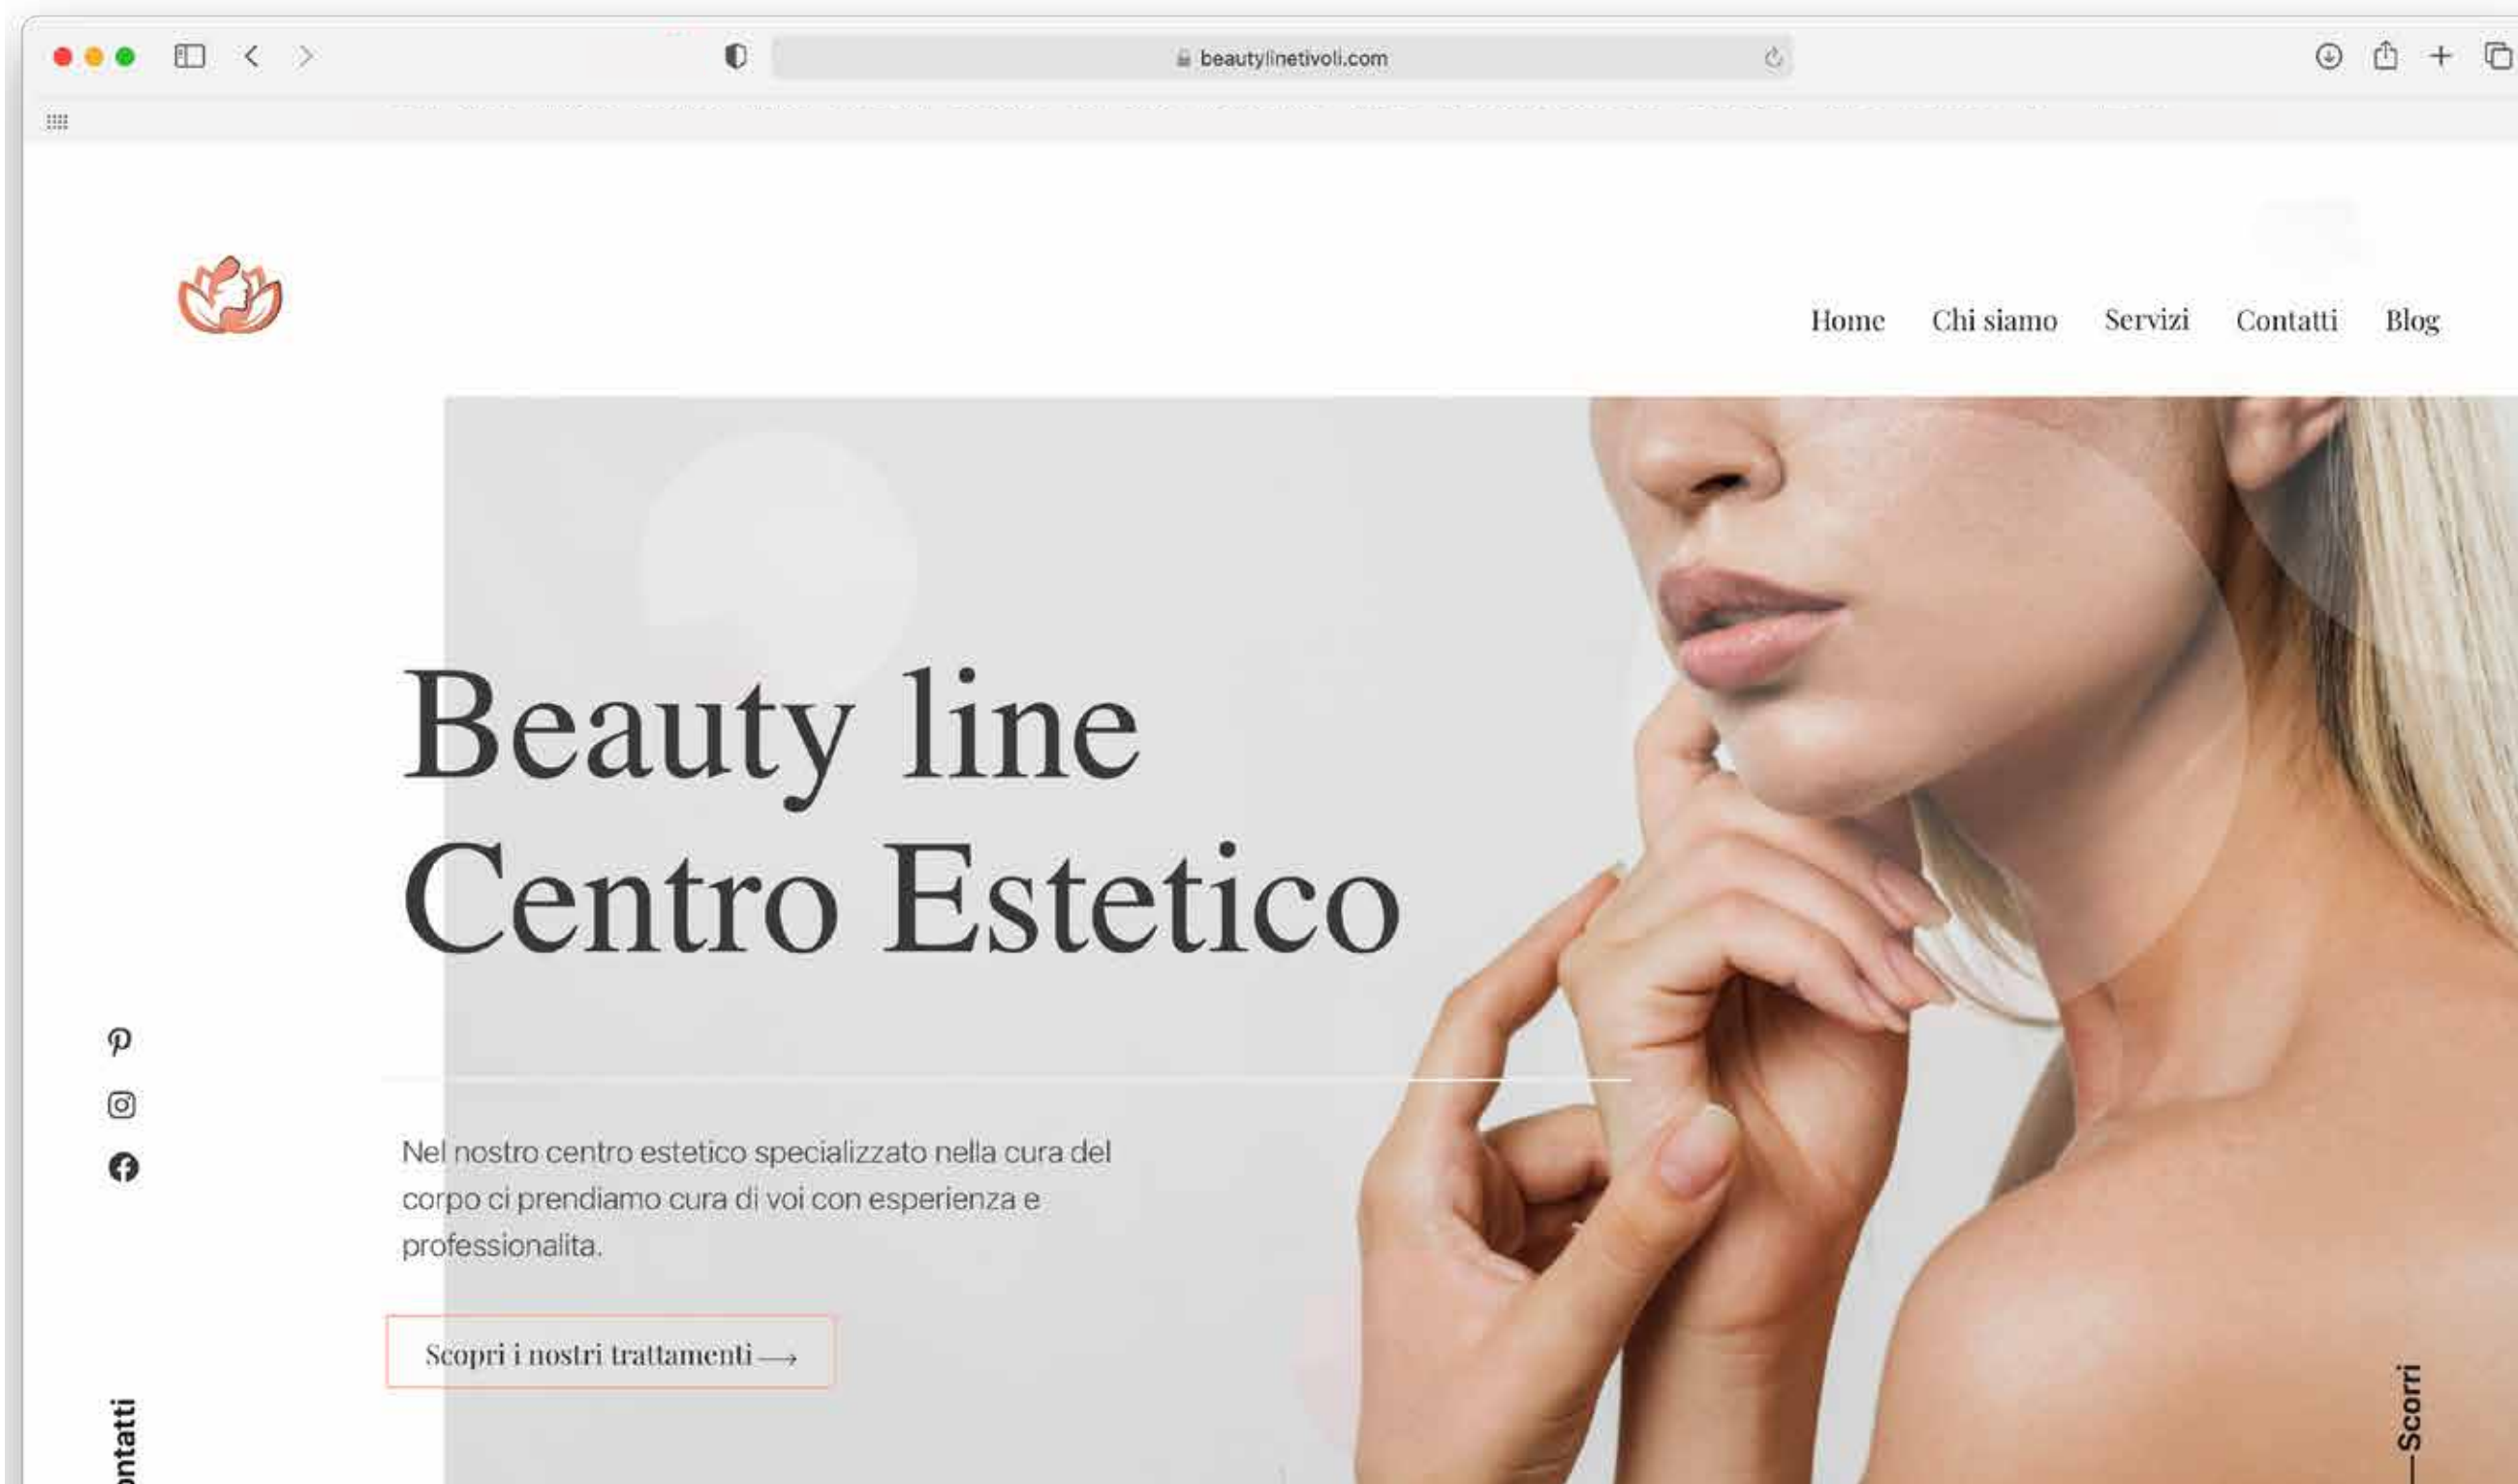 beautylinetivoli.com
Home Chi siamo Servizi Contatti Blog
Beauty line
Centro Estetico
Nel nostro centro estetico specializzato nella cura del
corpo ci prendiamo cura di voi con esperienza e
professionalita.
Scopri i nostri trattamenti →
ontatti
—Scorri